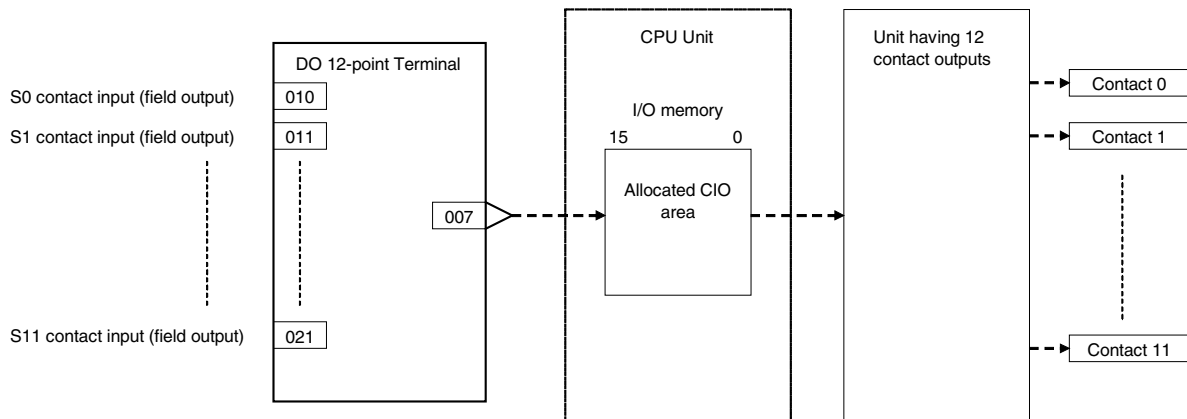 CPU Unit
Unit having 12
contact outputs
DO 12-point Terminal
S0 contact input (field output)
010
Contact 0
I/O memory
S1 contact input (field output)
011
15
0
Contact 1
Allocated CIO
area
007
S11 contact input (field output)
021
Contact 11